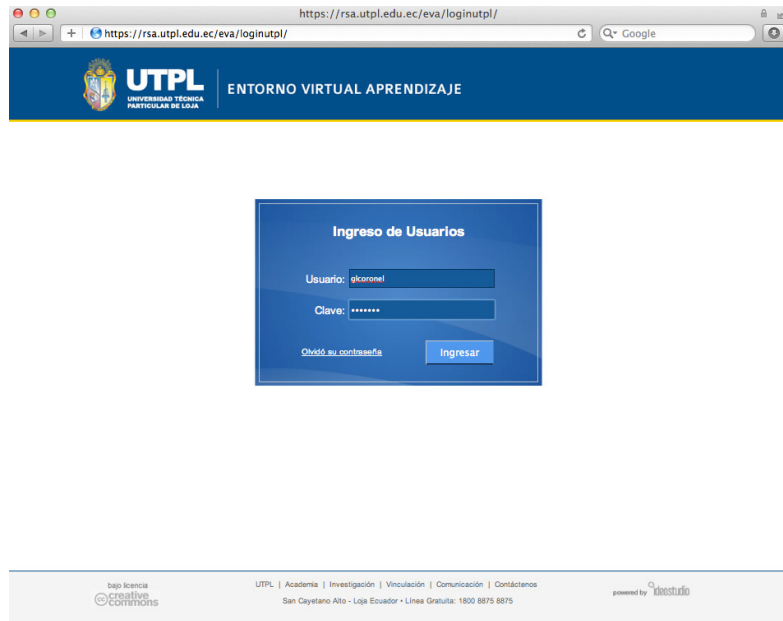 https://rsa.utpl.edu.ec/eva/loginutpl/
https://rsa.utpl.edu.ec/eva/loginutpl/
Google
UTPL
UNIVERSIDAD TÉCNICA
PARTICULAR DE LOJA
ENTORNO VIRTUAL APRENDIZAJE
Ingreso de Usuarios
Usuario: glcoronel
Clave: •••••••
Olvidó su contraseña
Ingresar
bajo licencia
cc creative
commons
UTPL | Academia | Investigación | Vinculación | Comunicación | Contáctenos
San Cayetano Alto - Loja Ecuador • Línea Gratuita: 1800 8875 8875
powered by ideostudio